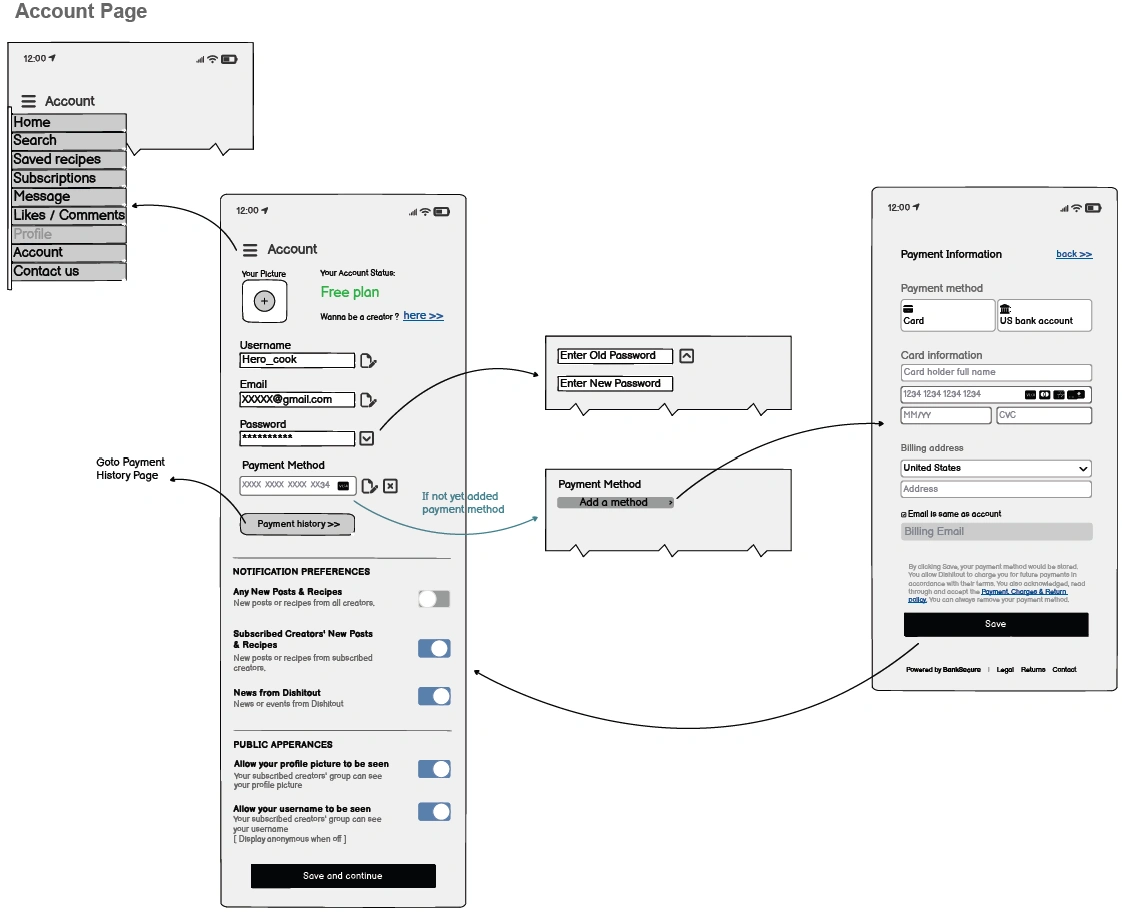 Account Page
12:00
Account
Home
Search
Saved recipes
Subscriptions
Message
Likes / Comments
Profile
Account
Contact us
12:00
Account
Your Picture
Your Account Status:
Free plan
Wanna be a creator ? here >>
Username
Hero_cook
Email
XXXXX@gmail.com
Password
**********
Payment Method
XXXX XXXX XXXX XX34 VISA
Payment history >>
Goto Payment
History Page
If not yet added
payment method
NOTIFICATION PREFERENCES
Any New Posts & Recipes
New posts or recipes from all creators.
Subscribed Creators' New Posts
& Recipes
New posts or recipes from subscribed
creators.
News from Dishitout
News or events from Dishitout
PUBLIC APPERANCES
Allow your profile picture to be seen
Your subscribed creators' group can see
your profile picture
Allow your username to be seen
Your subscribed creators' group can see
your username
[ Display anonymous when off ]
Save and continue
Enter Old Password
Enter New Password
Payment Method
Add a method ›
12:00
Payment Information
back >>
Payment method
Card
US bank account
Card information
Card holder full name
1234 1234 1234 1234 VISA
MM/YY
CVC
Billing address
United States
Address
Email is same as account
Billing Email
By clicking Save, your payment method would be stored.
You allow Dishitout to charge you for future payments in
accordance with their terms. You also acknowledged, read
through and accept the Payment, Charges & Return
policy. You can always remove your payment method.
Save
Powered by BankSequre | Legal Returns Contact